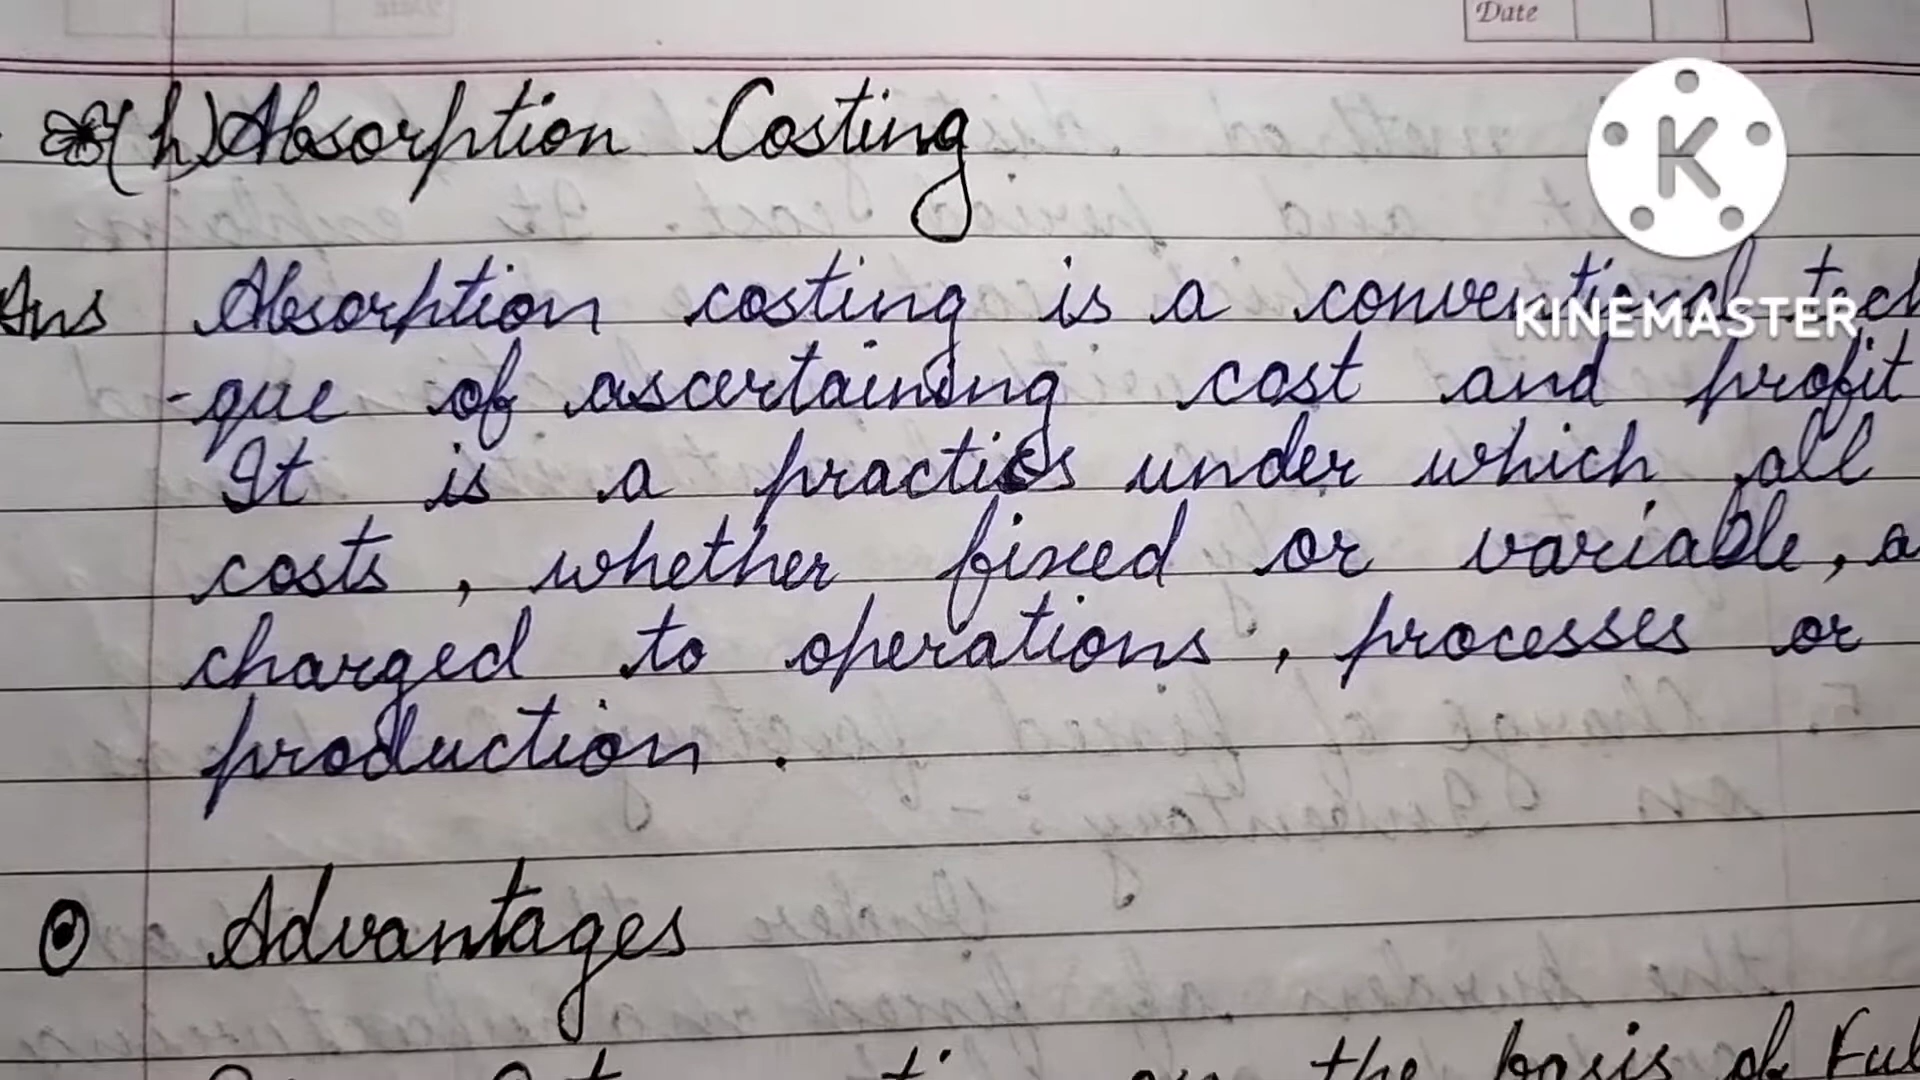 Date
(h) Absorption Costing
Ans Absorption costing is a conventional tech
-que of ascertaining cost and profit
It is a practics under which all
costs, whether fixed or variable, a
charged to operations, processes or
production.
Advantages
the basis of Ful
K
KINEMASTER